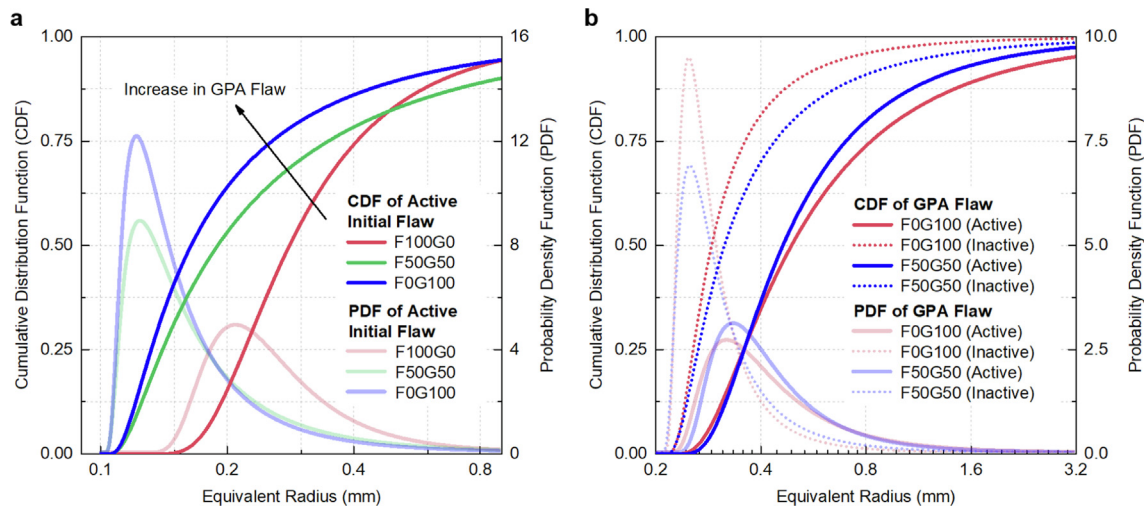 a
Cumulative Distribution Function (CDF)
1.00
0.75
0.50
0.25
0.00
Increase in GPA Flaw
CDF of Active
Initial Flaw
F100G0
F50G50
F0G100
PDF of Active
Initial Flaw
F100G0
F50G50
F0G100
16
12
8
4
0
Probability Density Function (PDF)
0.1 0.2 0.4 0.8
Equivalent Radius (mm)
b
Cumulative Distribution Function (CDF)
1.00
0.75
0.50
0.25
0.00
CDF of GPA Flaw
F0G100 (Active)
F0G100 (Inactive)
F50G50 (Active)
F50G50 (Inactive)
PDF of GPA Flaw
F0G100 (Active)
F0G100 (Inactive)
F50G50 (Active)
F50G50 (Inactive)
10.0
7.5
5.0
2.5
0.0
Probability Density Function (PDF)
0.2 0.4 0.8 1.6 3.2
Equivalent Radius (mm)